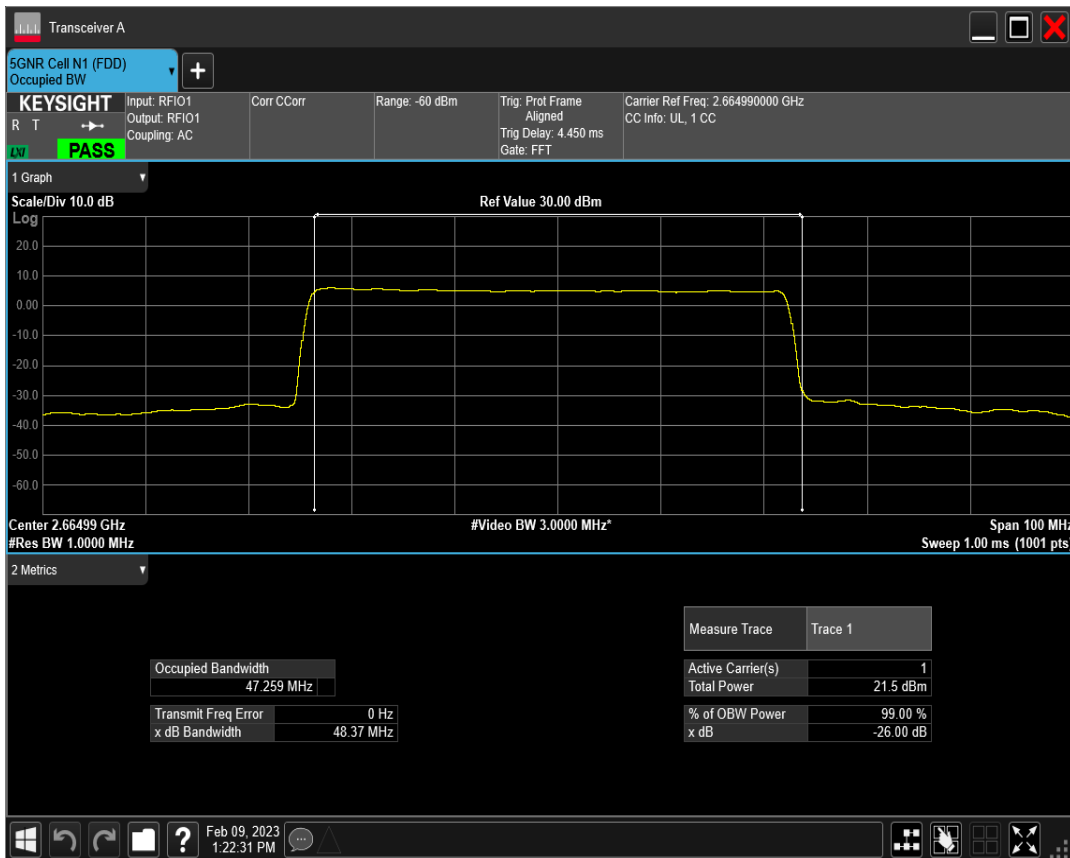 Transceiver A
5GNR Cell N1 (FDD)
Occupied BW
+
KEYSIGHT
R T
LXI
PASS
Input: RFIO1
Output: RFIO1
Coupling: AC
Corr CCorr
Range: -60 dBm
Trig: Prot Frame
Aligned
Trig Delay: 4.450 ms
Gate: FFT
Carrier Ref Freq: 2.664990000 GHz
CC Info: UL, 1 CC
1 Graph
Scale/Div 10.0 dB
Ref Value 30.00 dBm
Log
20.0
10.0
0.00
-10.0
-20.0
-30.0
-40.0
-50.0
-60.0
Center 2.66499 GHz
#Video BW 3.0000 MHz*
Span 100 MHz
#Res BW 1.0000 MHz
Sweep 1.00 ms (1001 pts)
2 Metrics
Measure Trace Trace 1
Occupied Bandwidth
47.259 MHz
Active Carrier(s) 1
Total Power 21.5 dBm
Transmit Freq Error 0 Hz
x dB Bandwidth 48.37 MHz
% of OBW Power 99.00 %
x dB -26.00 dB
?
Feb 09, 2023
1:22:31 PM